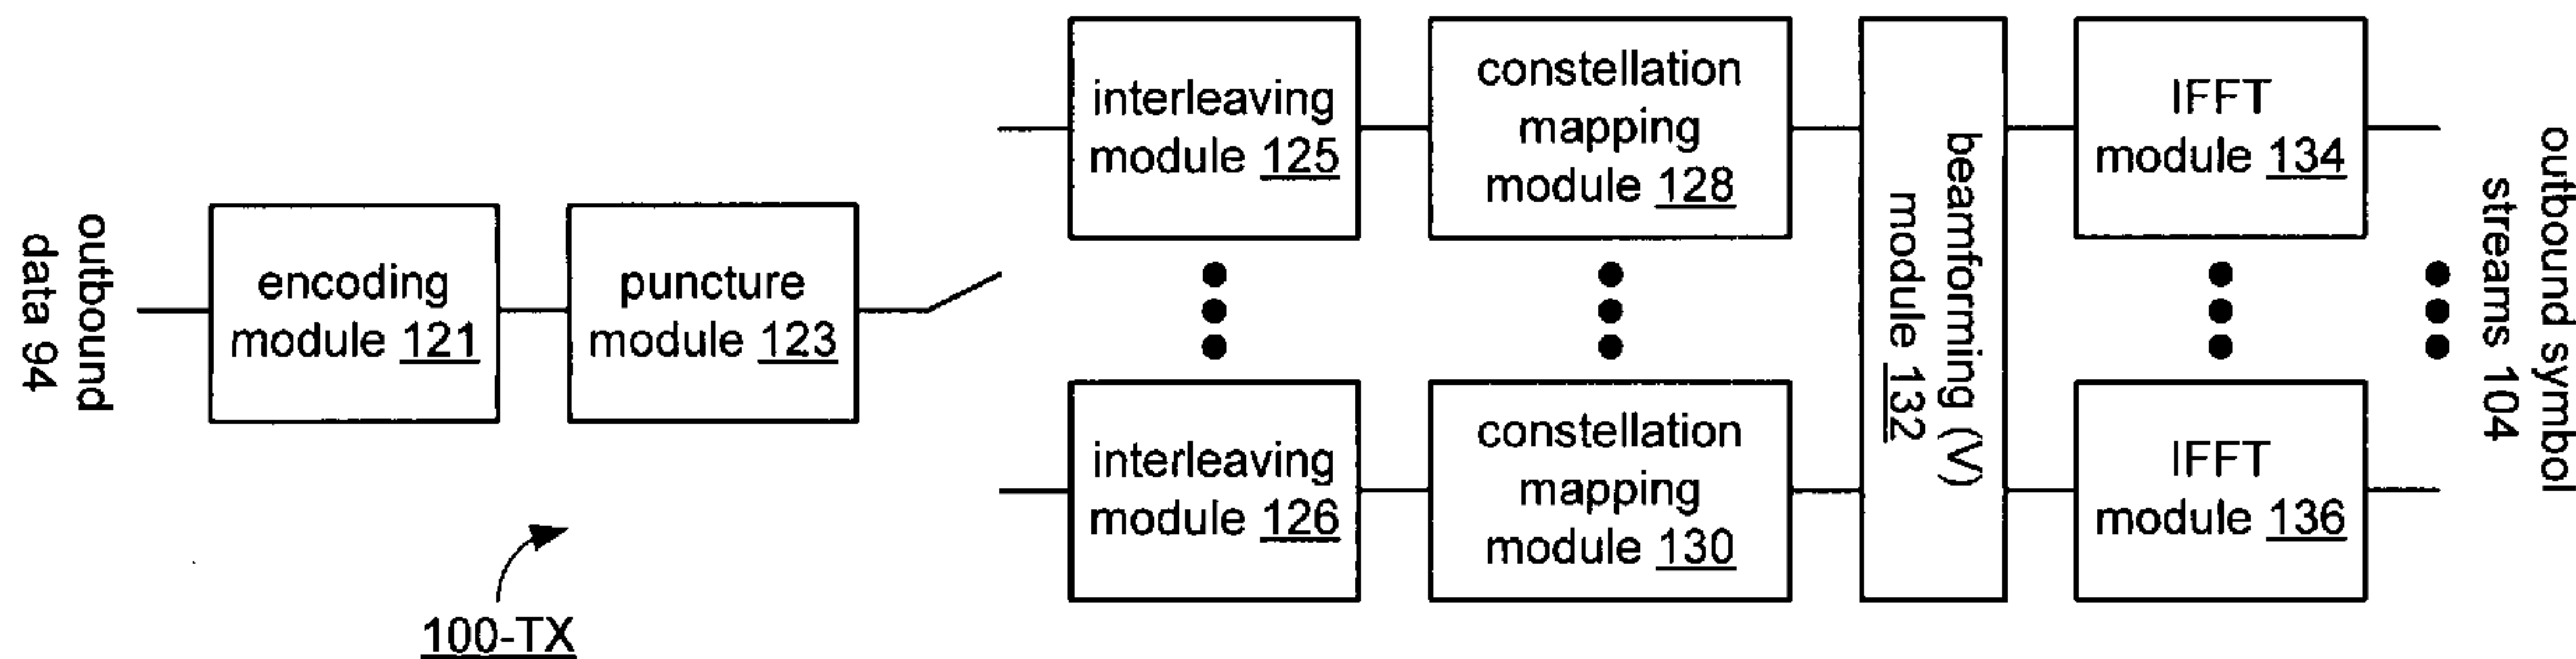 outbound
data 94
encoding
module 121
puncture
module 123
interleaving
module 125
constellation
mapping
module 128
interleaving
module 126
constellation
mapping
module 130
beamforming (V)
module 132
IFFT
module 134
IFFT
module 136
outbound symbol
streams 104
100-TX